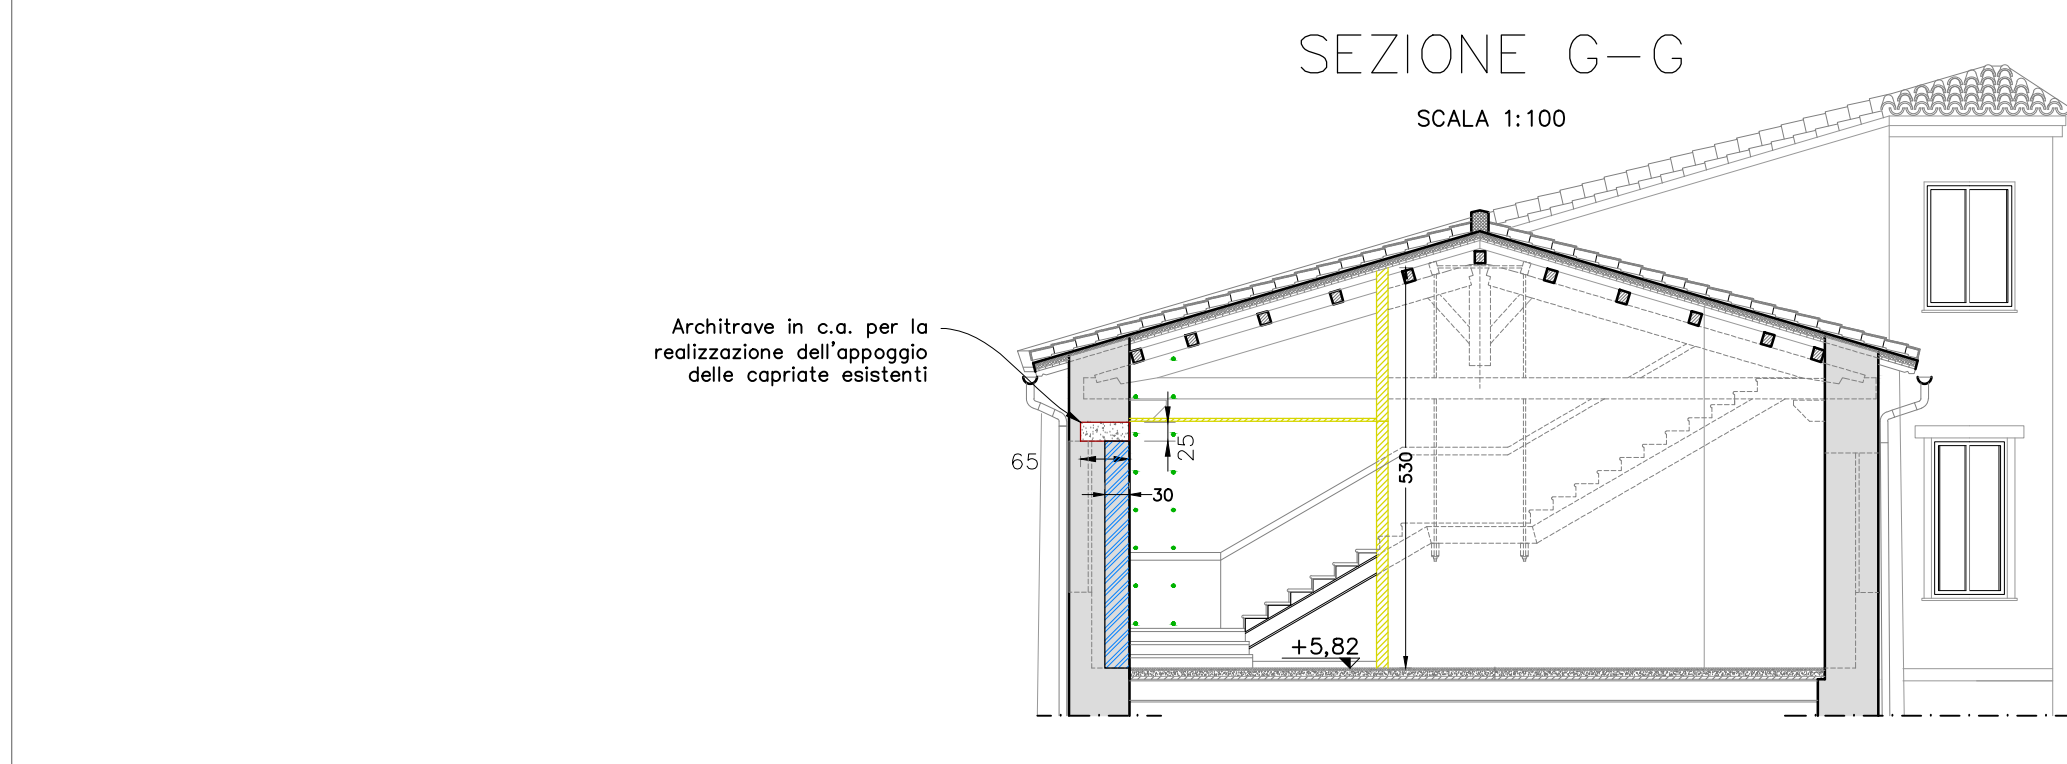 SEZIONE G-G
SCALA 1:100
Architrave in c.a. per la
realizzazione dell'appoggio
delle capriate esistenti
65
25
30
530
+5,82